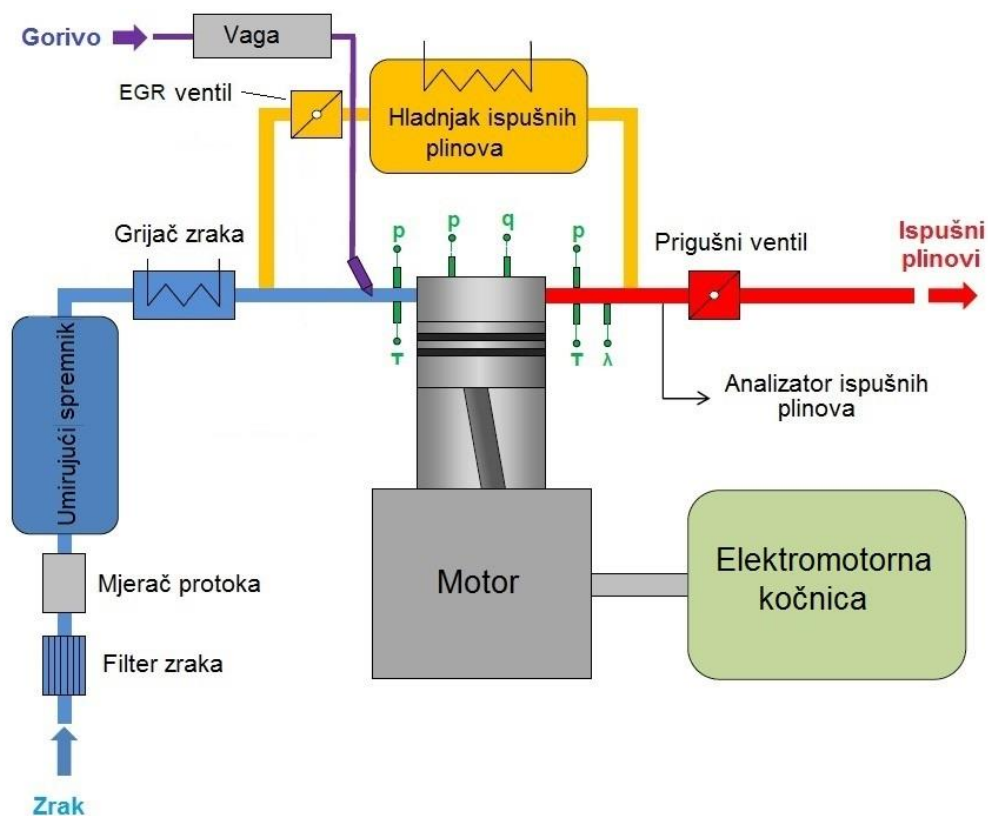 Gorivo
Vaga
EGR ventil
Hladnjak ispušnih
plinova
Grijač zraka
p
p
q
p
Prigušni ventil
Ispušni
plinovi
T
T
λ
Analizator ispušnih
plinova
Umirujući spremnik
Mjerač protoka
Motor
Elektromotorna
kočnica
Filter zraka
Zrak